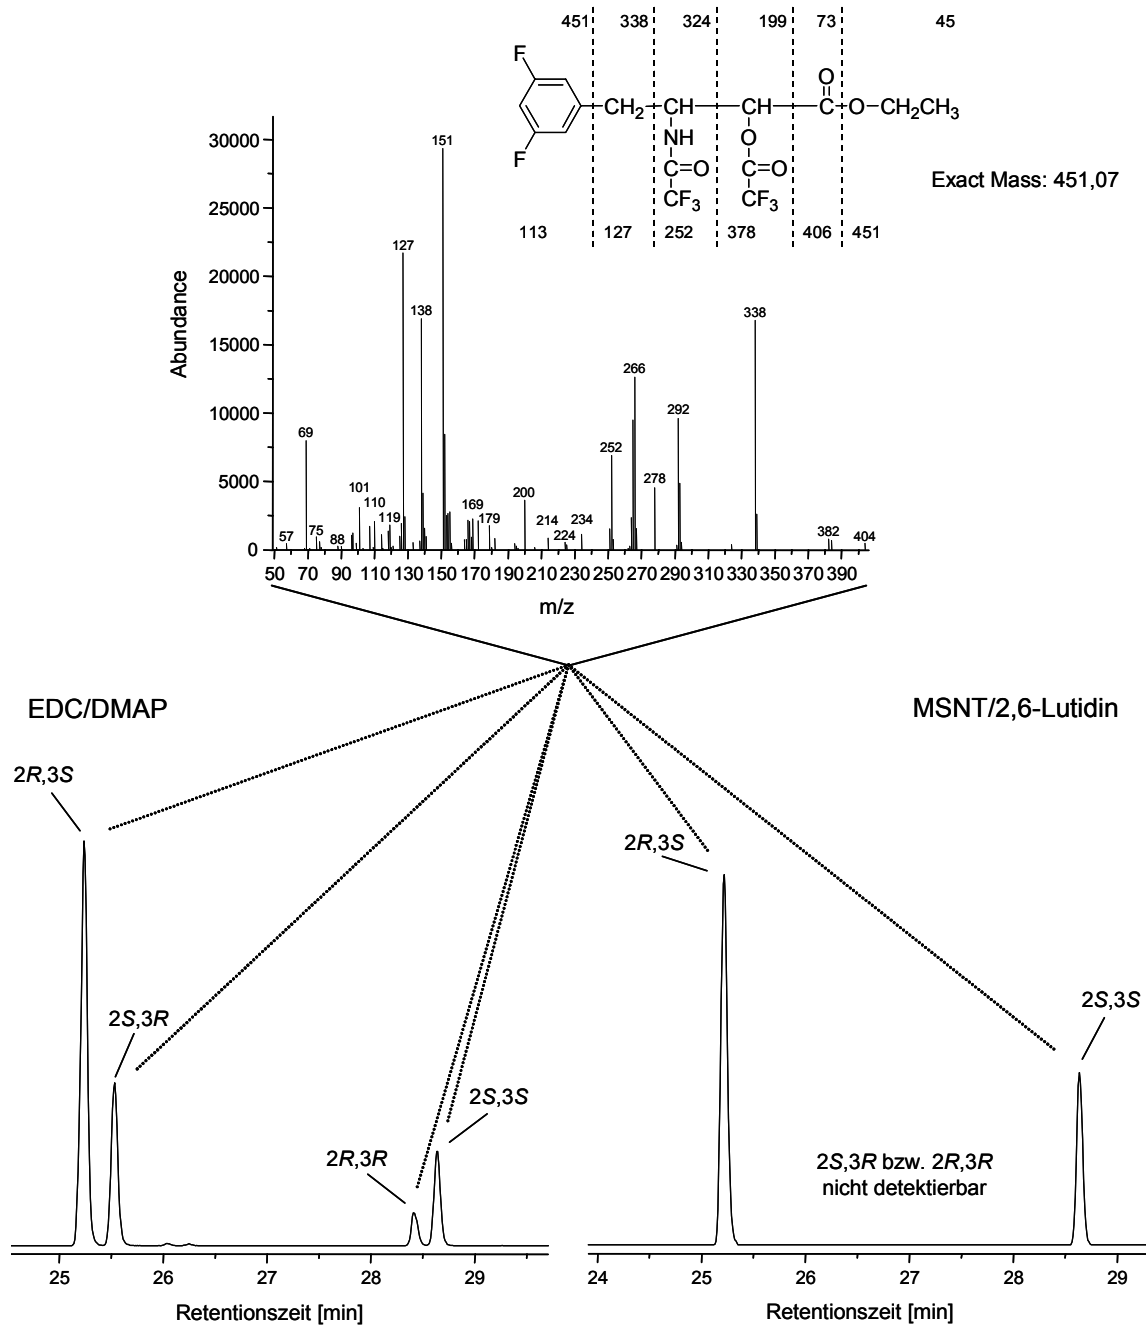 451 338 324 199 73 45
F
O
CH2 CH CH C O CH2CH3
NH O
F
C=O C=O
CF3 CF3
Exact Mass: 451,07
113 127 252 378 406 451
Abundance
30000
25000
20000
15000
10000
5000
0
151
127
138
338
266
292
69
252
278
101
110
119
200
169
179
214
224
234
57
75
88
382
404
50 70 90 110 130 150 170 190 210 230 250 270 290 310 330 350 370 390
m/z
EDC/DMAP
MSNT/2,6-Lutidin
2R,3S
2S,3R
2R,3R
2S,3S
2R,3S
2S,3S
2S,3R bzw. 2R,3R
nicht detektierbar
25 26 27 28 29
Retentionszeit [min]
24 25 26 27 28 29
Retentionszeit [min]